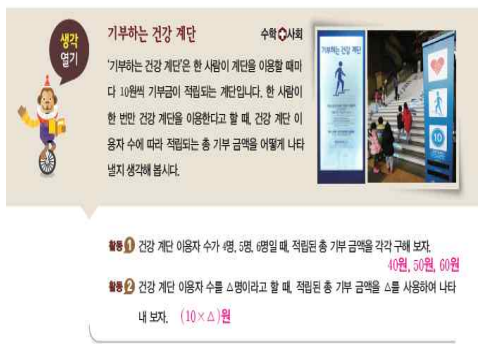 생각
열기
기부하는 건강 계단
수학 사회
'기부하는 건강 계단'은 한 사람이 계단을 이용할 때마
다 10원씩 기부금이 적립되는 계단입니다. 한 사람이
한 번만 건강 계단을 이용한다고 할 때, 건강 계단 이
용자 수에 따라 적립되는 총 기부 금액을 어떻게 나타
낼지 생각해 봅시다.
기부하는 건강 계단
10
활동 1 건강 계단 이용자 수가 4명, 5명, 6명일 때, 적립된 총 기부 금액을 각각 구해 보자.
40원, 50원, 60원
활동 2 건강 계단 이용자 수를 △명이라고 할 때, 적립된 총 기부 금액을 △를 사용하여 나타
내 보자. (10×△)원